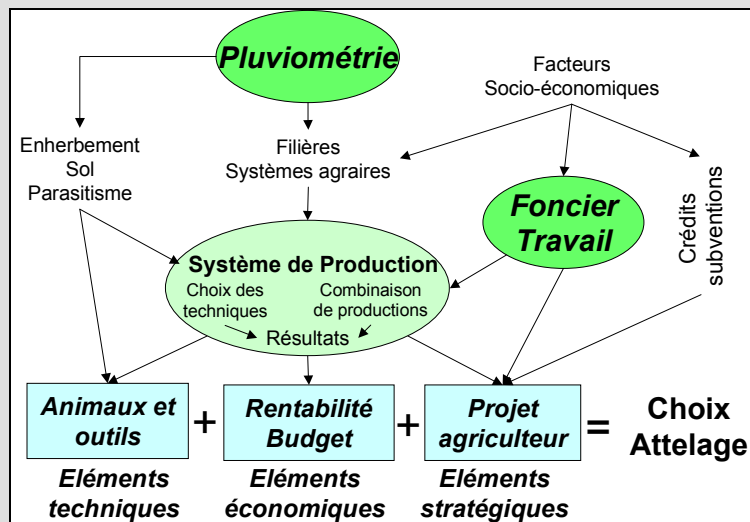 Pluviométrie
Facteurs
Socio-économiques
Enherbement
Sol
Parasitisme
Filières
Systèmes agraires
Foncier
Travail
Crédits
subventions
Système de Production
Choix des
techniques
Combinaison
de productions
Résultats
Animaux et
outils
+
Rentabilité
Budget
+
Projet
agriculteur
=
Choix
Attelage
Eléments
techniques
Eléments
économiques
Eléments
stratégiques